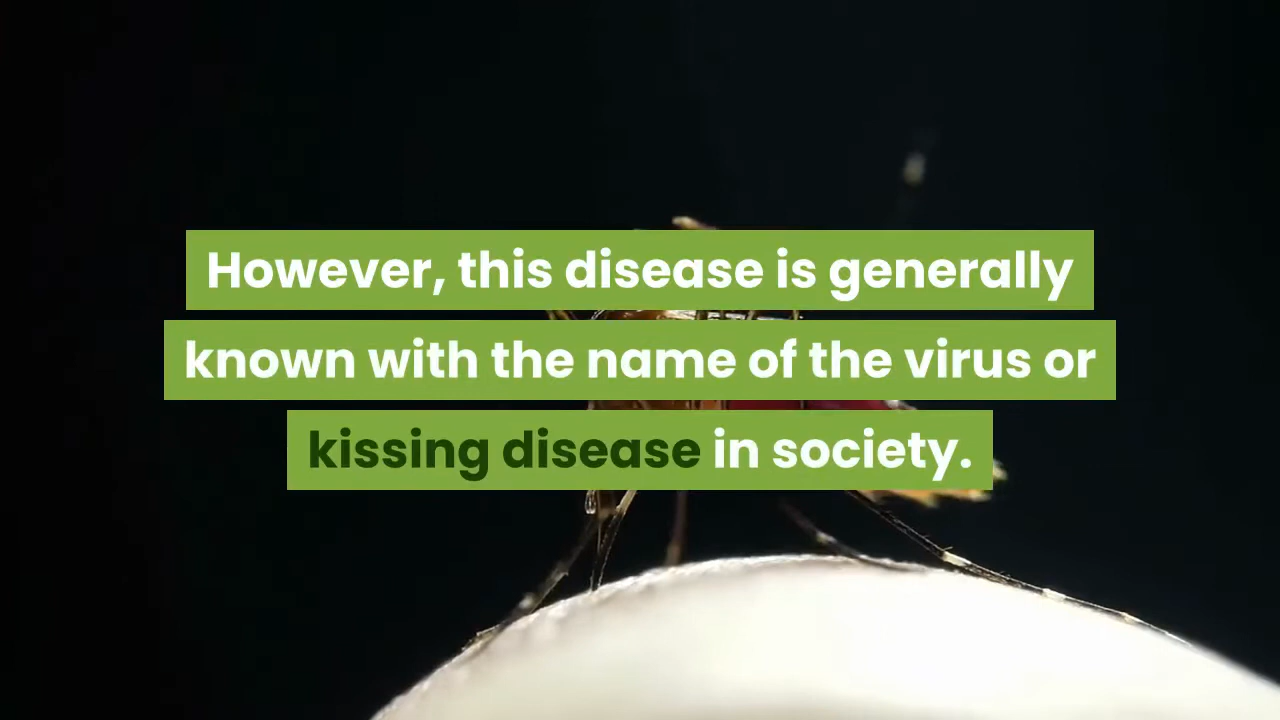 However, this disease is generally
known with the name of the virus or
kissing disease in society.